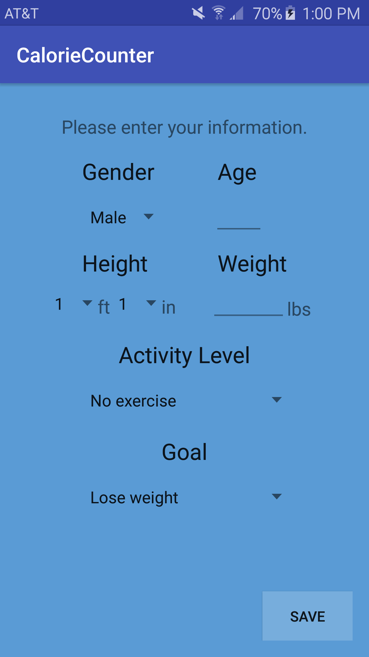 AT&T 70% 1:00 PM
CalorieCounter
Please enter your information.
Gender Age
Male
Height Weight
1 ft 1 in lbs
Activity Level
No exercise
Goal
Lose weight
SAVE